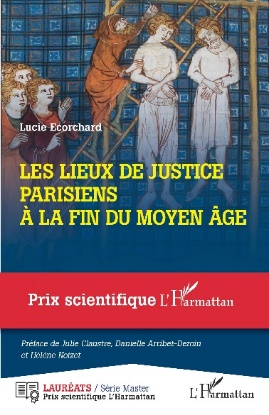 Lucie Ecorchard
LES LIEUX DE JUSTICE
PARISIENS
À LA FIN DU MOYEN ÂGE
Prix scientifique L'Harmattan
Préface de Julie Claustre, Danielle Arribet-Deroin
et Hélène Noizet
LAURÉATS / Série Master
Prix scientifique L'Harmattan
L'Harmattan